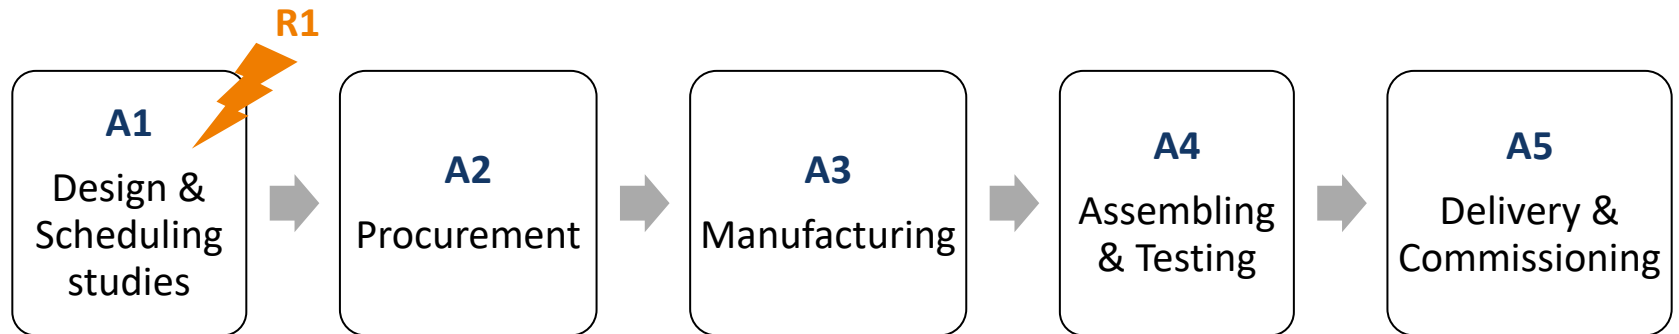 R1
A1
Design &
Scheduling
studies
A2
Procurement
A3
Manufacturing
A4
Assembling
& Testing
A5
Delivery &
Commissioning